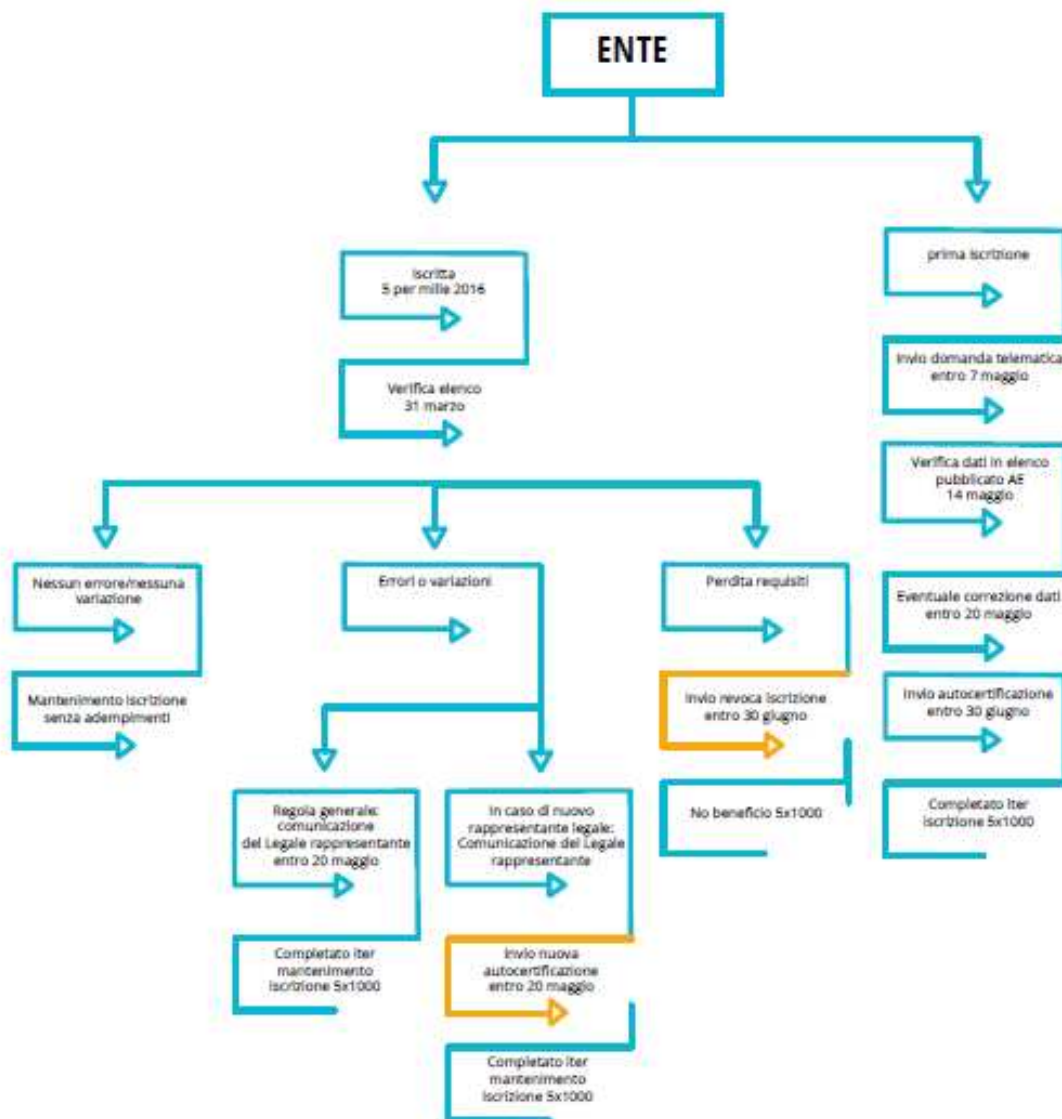 ENTE
Iscritta
5 per mille 2016
Verifica elenco
31 marzo
Nessun errore/nessuna
variazione
Mantenimento iscrizione
senza adempimenti
Errori o variazioni
Regola generale:
comunicazione
del Legale rappresentante
entro 20 maggio
Completato iter
mantenimento
iscrizione 5x1000
In caso di nuovo
rappresentante legale:
Comunicazione del Legale
rappresentante
Invio nuova
autocertificazione
entro 20 maggio
Completato iter
mantenimento
iscrizione 5x1000
Perdita requisiti
Invio revoca iscrizione
entro 30 giugno
No beneficio 5x1000
prima iscrizione
Invio domanda telematica
entro 7 maggio
Verifica dati in elenco
pubblicato AE
14 maggio
Eventuale correzione dati
entro 20 maggio
Invio autocertificazione
entro 30 giugno
Completato iter
iscrizione 5x1000